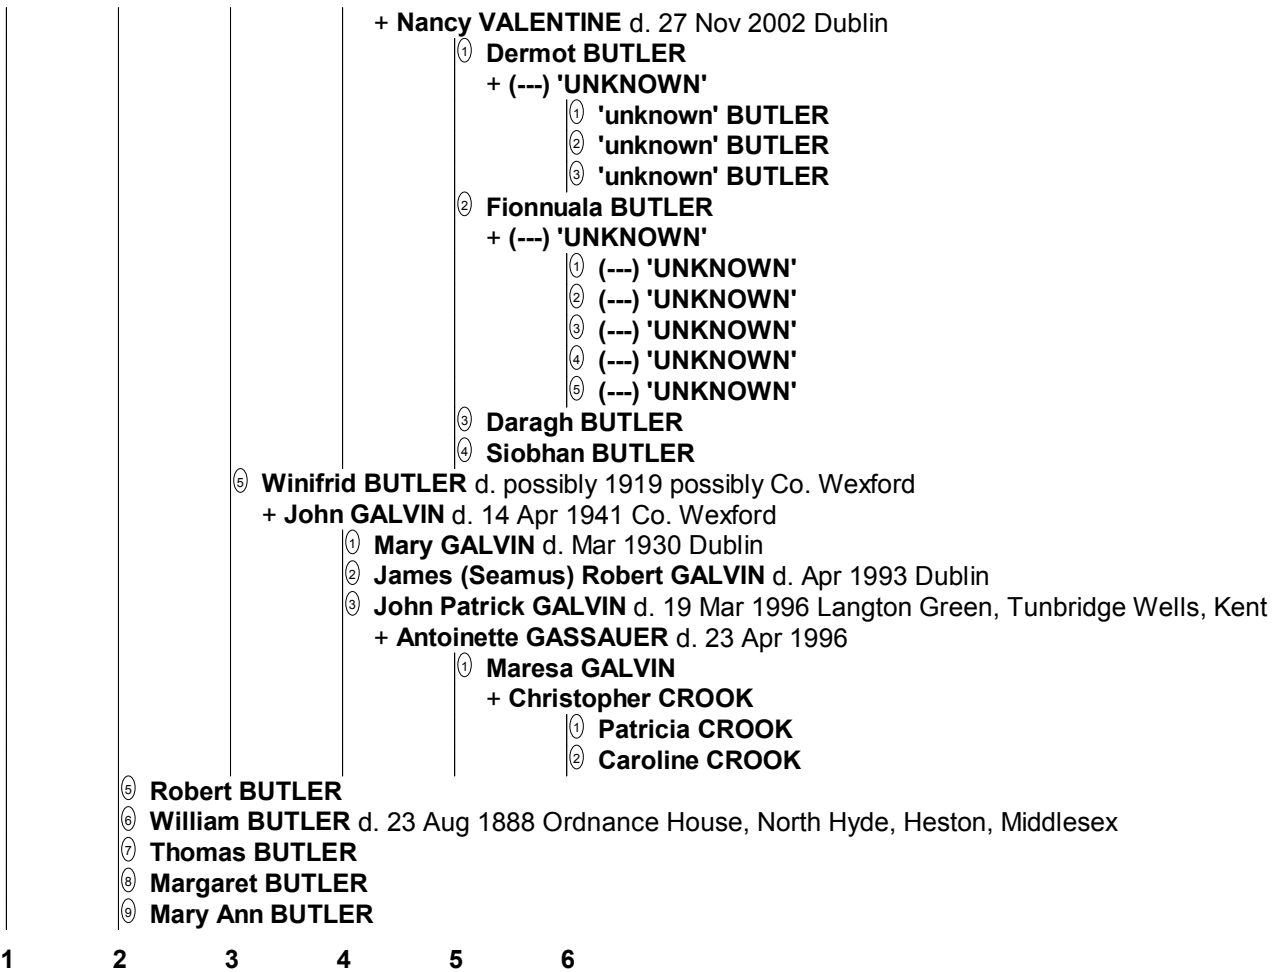 + Nancy VALENTINE d. 27 Nov 2002 Dublin
1 Dermot BUTLER
+ (---) 'UNKNOWN'
1 'unknown' BUTLER
2 'unknown' BUTLER
3 'unknown' BUTLER
2 Fionnuala BUTLER
+ (---) 'UNKNOWN'
1 (---) 'UNKNOWN'
2 (---) 'UNKNOWN'
3 (---) 'UNKNOWN'
4 (---) 'UNKNOWN'
5 (---) 'UNKNOWN'
3 Daragh BUTLER
4 Siobhan BUTLER
5 Winifrid BUTLER d. possibly 1919 possibly Co. Wexford
+ John GALVIN d. 14 Apr 1941 Co. Wexford
1 Mary GALVIN d. Mar 1930 Dublin
2 James (Seamus) Robert GALVIN d. Apr 1993 Dublin
3 John Patrick GALVIN d. 19 Mar 1996 Langton Green, Tunbridge Wells, Kent
+ Antoinette GASSAUER d. 23 Apr 1996
1 Maresa GALVIN
+ Christopher CROOK
1 Patricia CROOK
2 Caroline CROOK
5 Robert BUTLER
6 William BUTLER d. 23 Aug 1888 Ordnance House, North Hyde, Heston, Middlesex
7 Thomas BUTLER
8 Margaret BUTLER
9 Mary Ann BUTLER
1 2 3 4 5 6